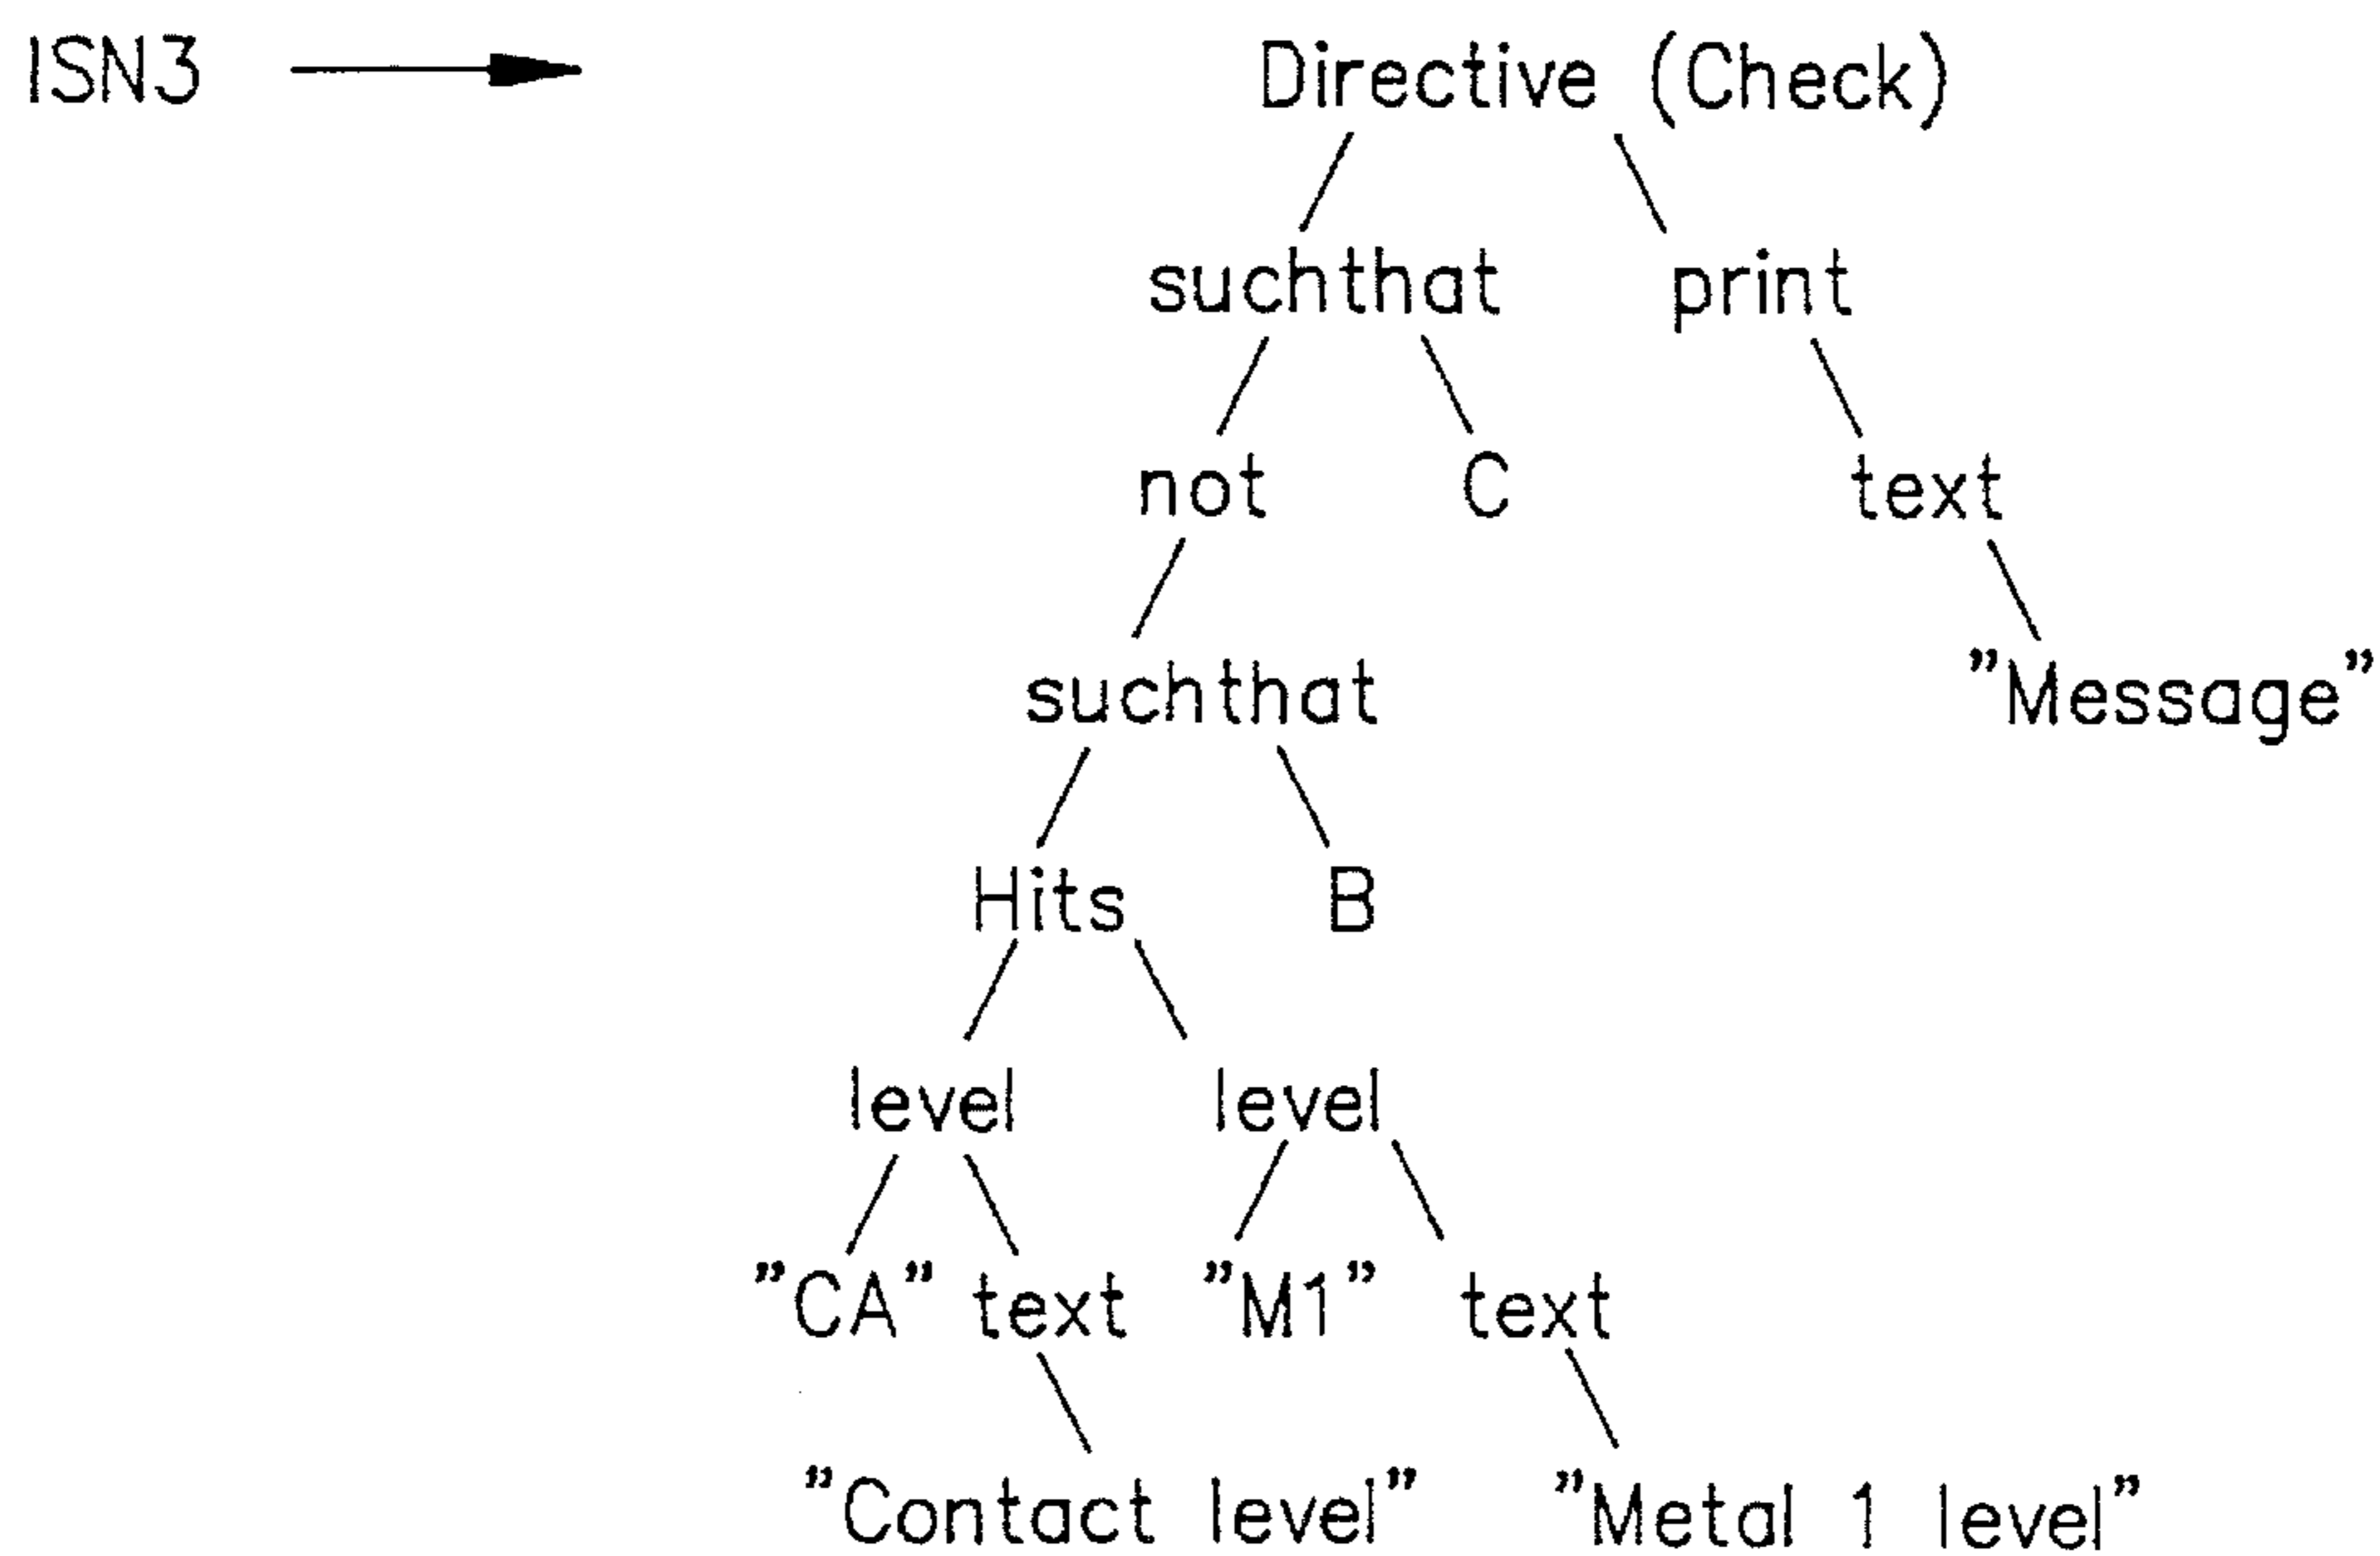 ISN3 Directive (Check)
suchthat print
not C text
suchthat ”Message”
Hits B
level level
”CA” text ”M1” text
”Contact level” ”Metal 1 level”